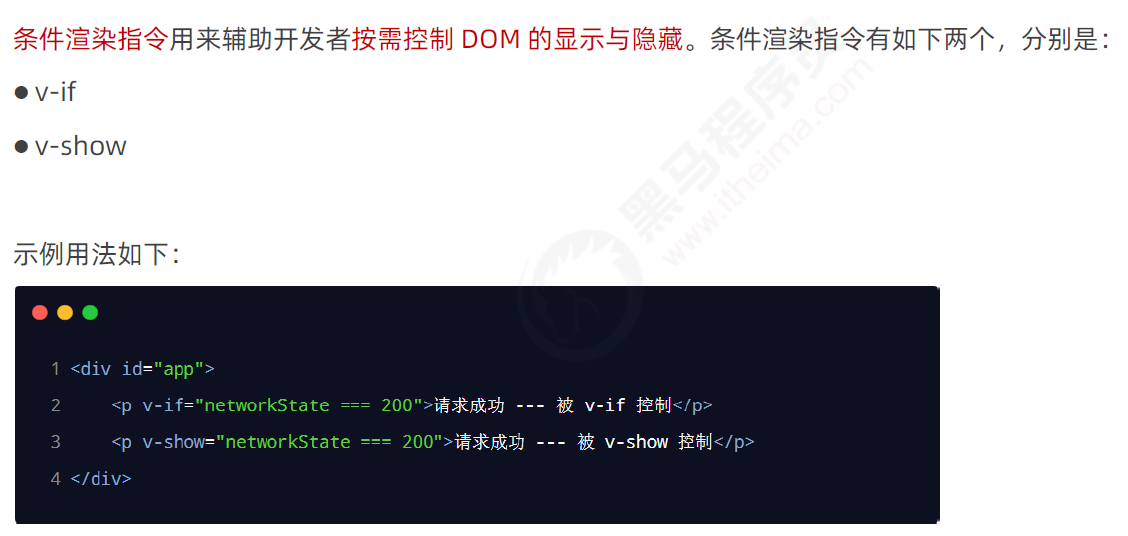 条件渲染指令用来辅助开发者按需控制 DOM 的显示与隐藏。条件渲染指令有如下两个，分别是：
● v-if
● v-show
黑马程序员
www.itheima.com
示例用法如下：
1 <div id="app">
2     <p v-if="networkState === 200">请求成功 --- 被 v-if 控制</p>
3     <p v-show="networkState === 200">请求成功 --- 被 v-show 控制</p>
4 </div>